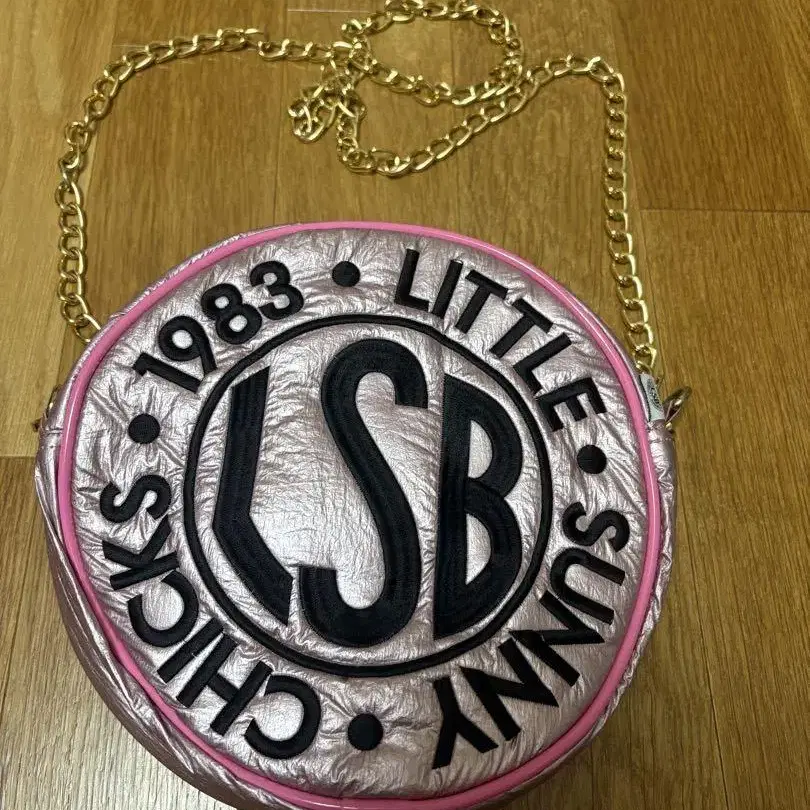 1983 • LITTLE • SUNNY • CHICKS •
LSB